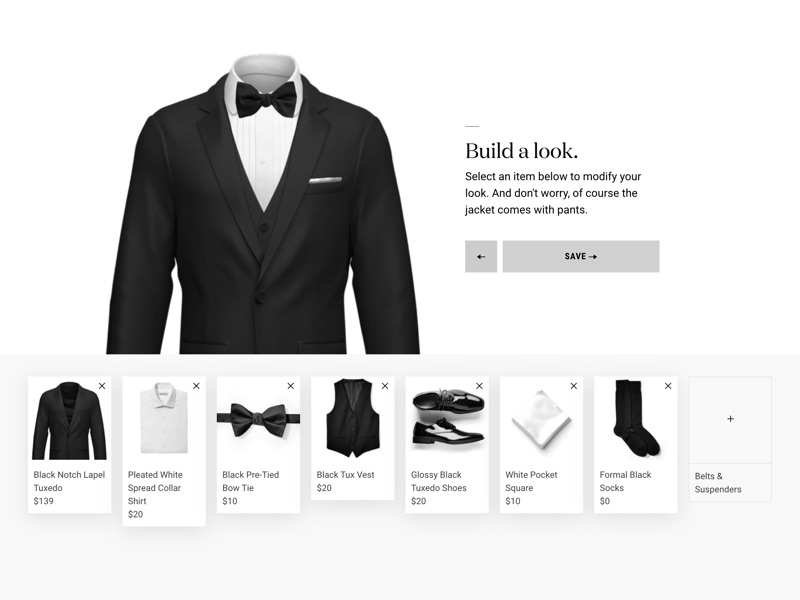 Build a look.
Select an item below to modify your
look. And don't worry, of course the
jacket comes with pants.
SAVE
Black Notch Lapel
Tuxedo
$139
Pleated White
Spread Collar
Shirt
$20
Black Pre-Tied
Bow Tie
$10
Black Tux Vest
$20
Glossy Black
Tuxedo Shoes
$20
White Pocket
Square
$10
Formal Black
Socks
$0
Belts &
Suspenders